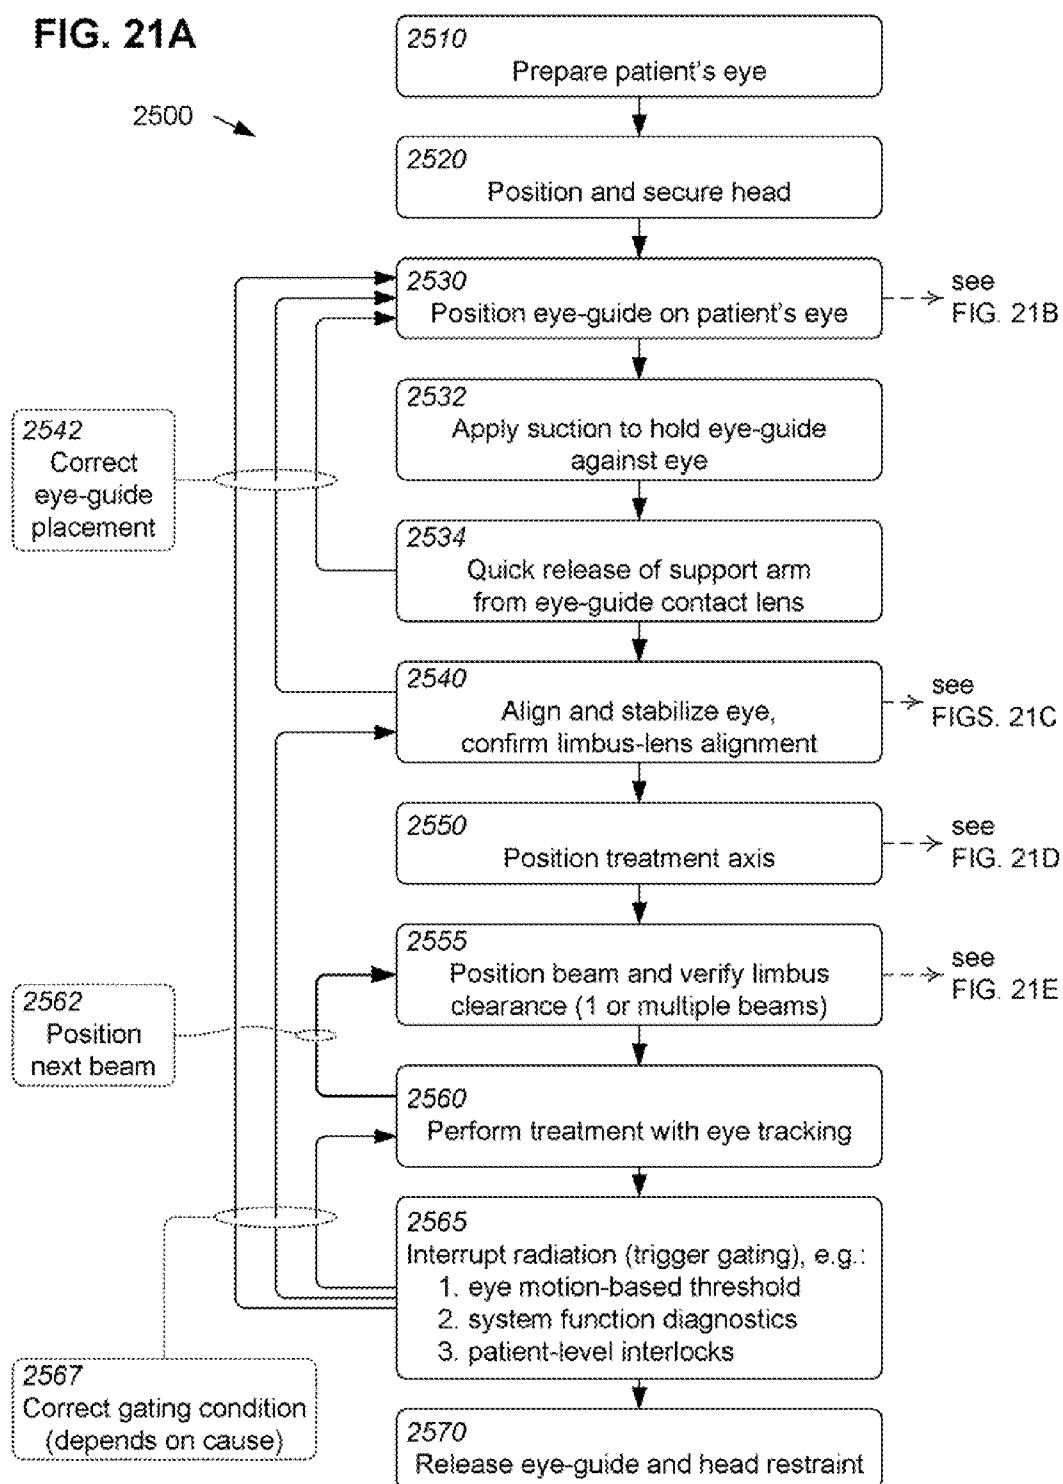 FIG. 21A
2500
2510
Prepare patient's eye
2520
Position and secure head
2530
Position eye-guide on patient's eye
see
FIG. 21B
2532
Apply suction to hold eye-guide
against eye
2542
Correct
eye-guide
placement
2534
Quick release of support arm
from eye-guide contact lens
2540
Align and stabilize eye,
confirm limbus-lens alignment
see
FIGS. 21C
2550
Position treatment axis
see
FIG. 21D
2555
Position beam and verify limbus
clearance (1 or multiple beams)
see
FIG. 21E
2562
Position
next beam
2560
Perform treatment with eye tracking
2565
Interrupt radiation (trigger gating), e.g.:
1. eye motion-based threshold
2. system function diagnostics
3. patient-level interlocks
2567
Correct gating condition
(depends on cause)
2570
Release eye-guide and head restraint